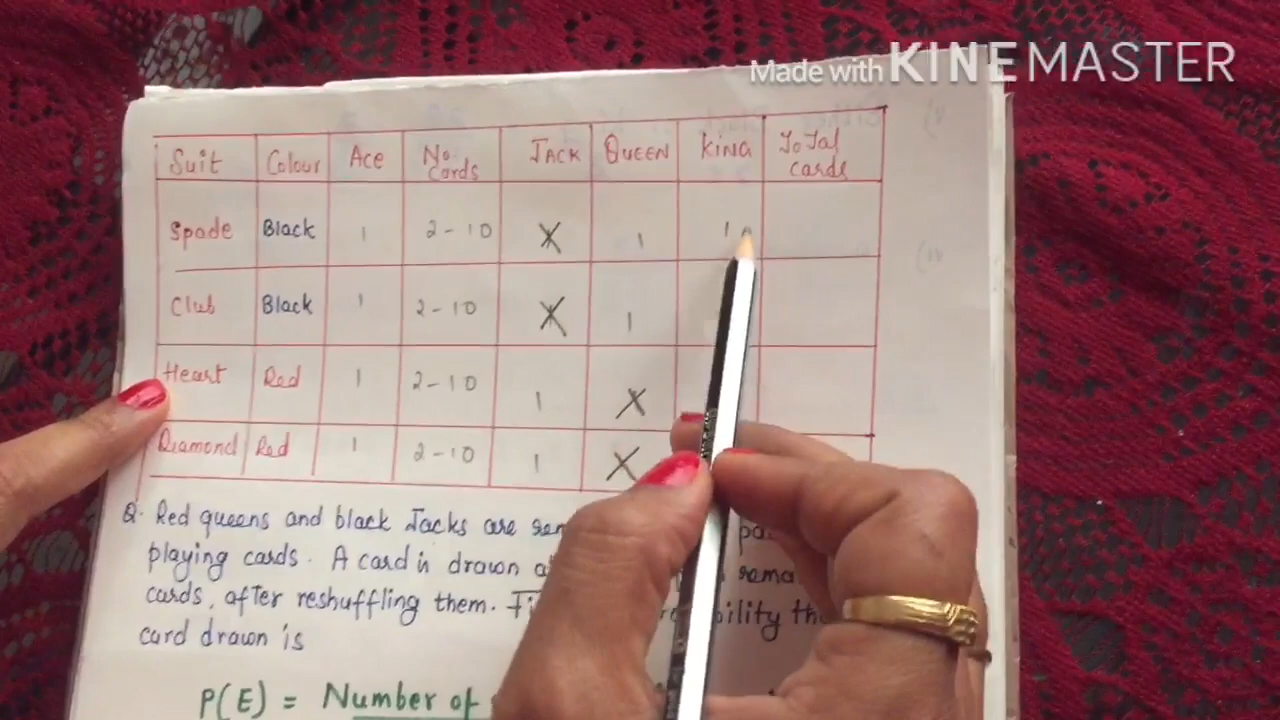 Made with KINEMASTER
Suit Colour Ace No. Cards JACK QUEEN KING ToTal cards
Spade Black 1 2-10 X 1 1
Club Black 1 2-10 X 1
Heart Red 1 2-10 1 X
Diamond Red 1 2-10 1 X
Q. Red queens and black Jacks are
playing cards. A card is drawn
cards, after reshuffling them.
card drawn is
P(E) = Number of